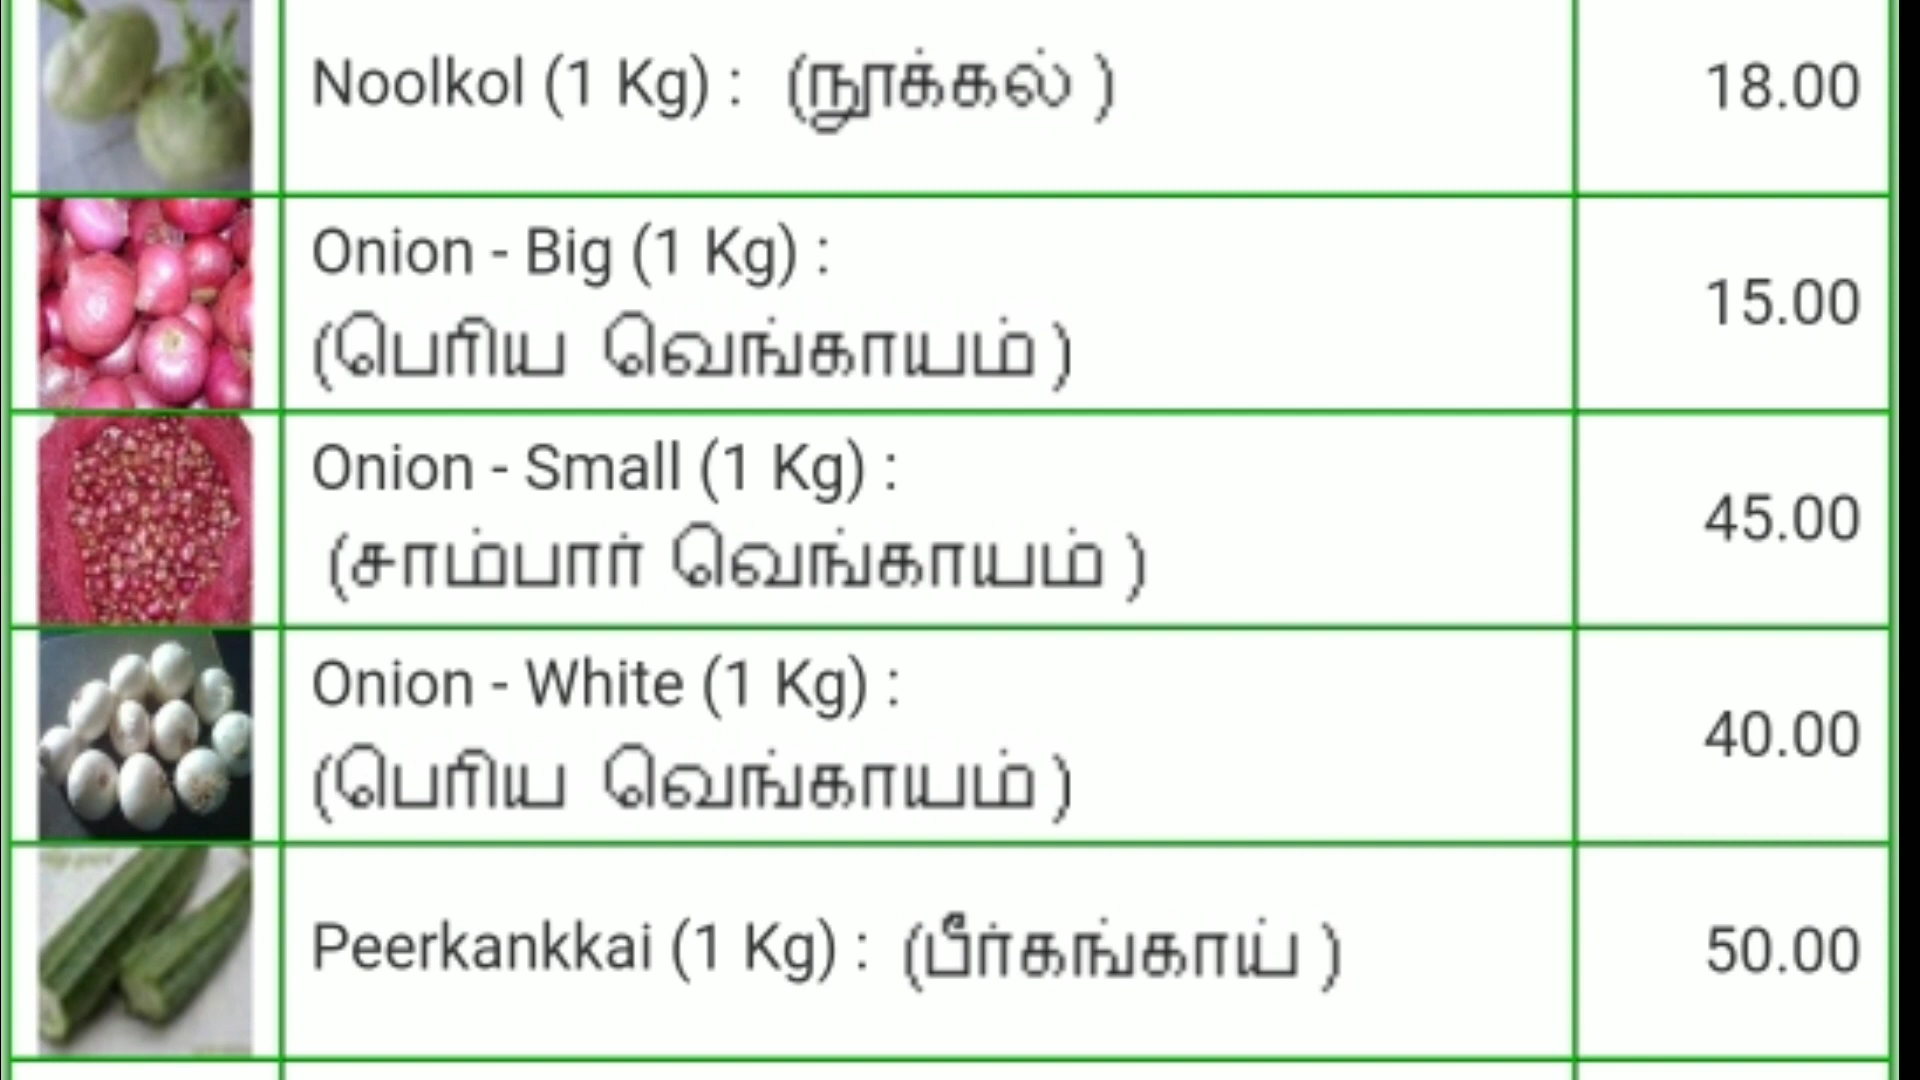 Noolkol (1 Kg) : (நூக்கல் )
18.00
Onion - Big (1 Kg) :
(பெரிய வெங்காயம் )
15.00
Onion - Small (1 Kg) :
(சாம்பார் வெங்காயம் )
45.00
Onion - White (1 Kg) :
(பெரிய வெங்காயம் )
40.00
Peerkankkai (1 Kg) : (பீர்கங்காய் )
50.00